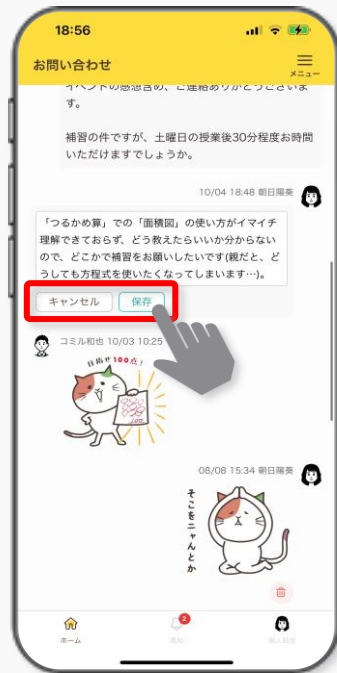 18:56
お問い合わせ
メニュー
イベントの感想含め、ご連絡ありがとうございま
す。
補習の件ですが、土曜日の授業後30分程度お時間
いただけますでしょうか。
10/04 18:48 朝日陽葵
「つるかめ算」での「面積図」の使い方がイマイチ
理解できておらず、どう教えたらいいか分からない
ので、どこかで補習をお願いしたいです(親だと、ど
うしても方程式を使いたくなってしまいます…)。
キャンセル
保存
コミル和也 10/03 10:25
目指せ100点!
08/08 15:34 朝日陽葵
そこをニャんとか
2
ホーム
通知
個人設定